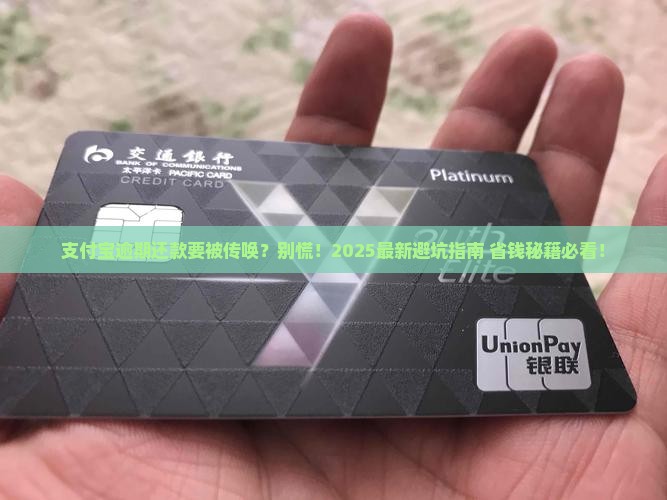 交通銀行
BANK OF COMMUNICATIONS
太平洋卡 PACIFIC CARD
CREDIT CARD
Platinum
支付宝逾期还款要被传唤？别慌！2025最新避坑指南 省钱秘籍必看！
Youth
Elite
UnionPay
银联